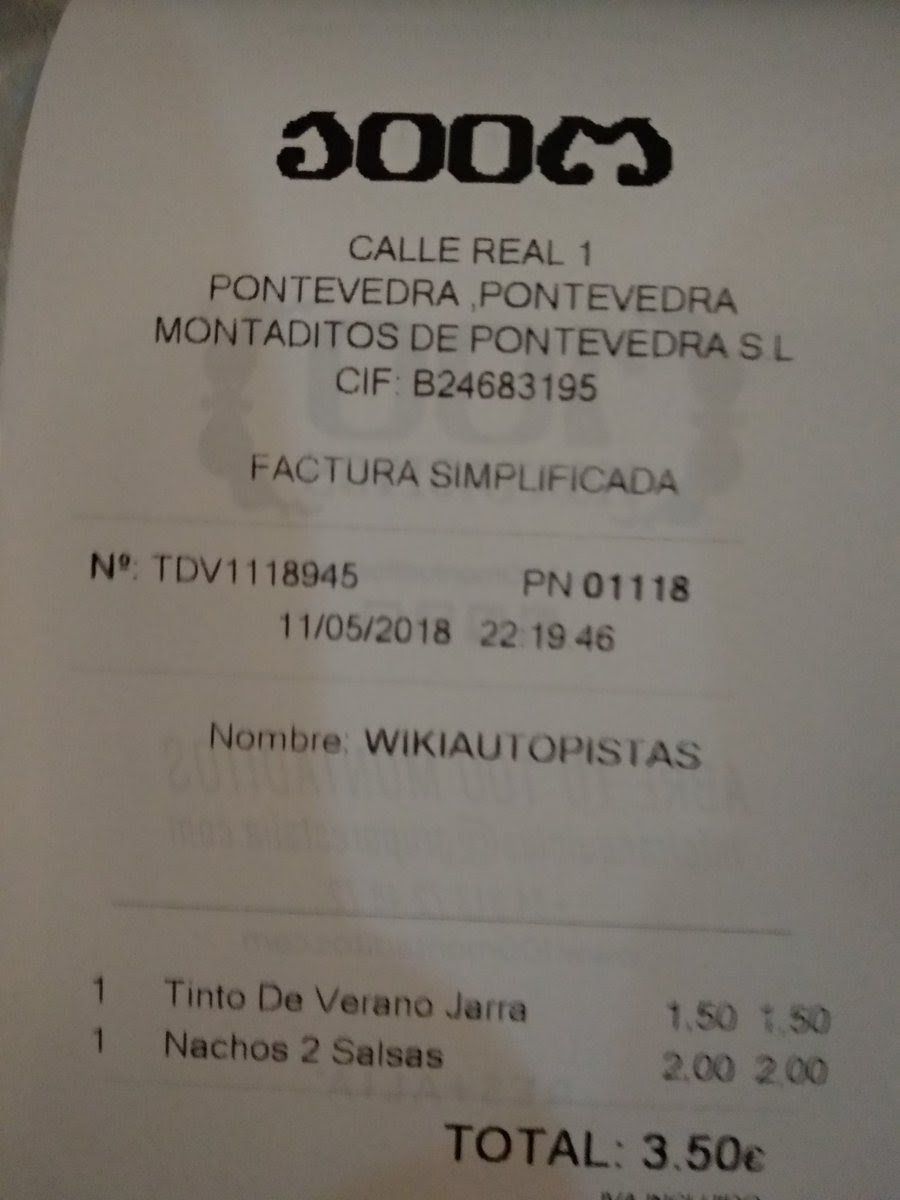 100M
CALLE REAL 1
PONTEVEDRA ,PONTEVEDRA
MONTADITOS DE PONTEVEDRA S.L
CIF: B24683195
FACTURA SIMPLIFICADA
Nº: TDV1118945 PN 01118
11/05/2018 22:19:46
Nombre: WIKIAUTOPISTAS
1 Tinto De Verano Jarra 1.50 1.50
1 Nachos 2 Salsas 2.00 2.00
TOTAL: 3.50€